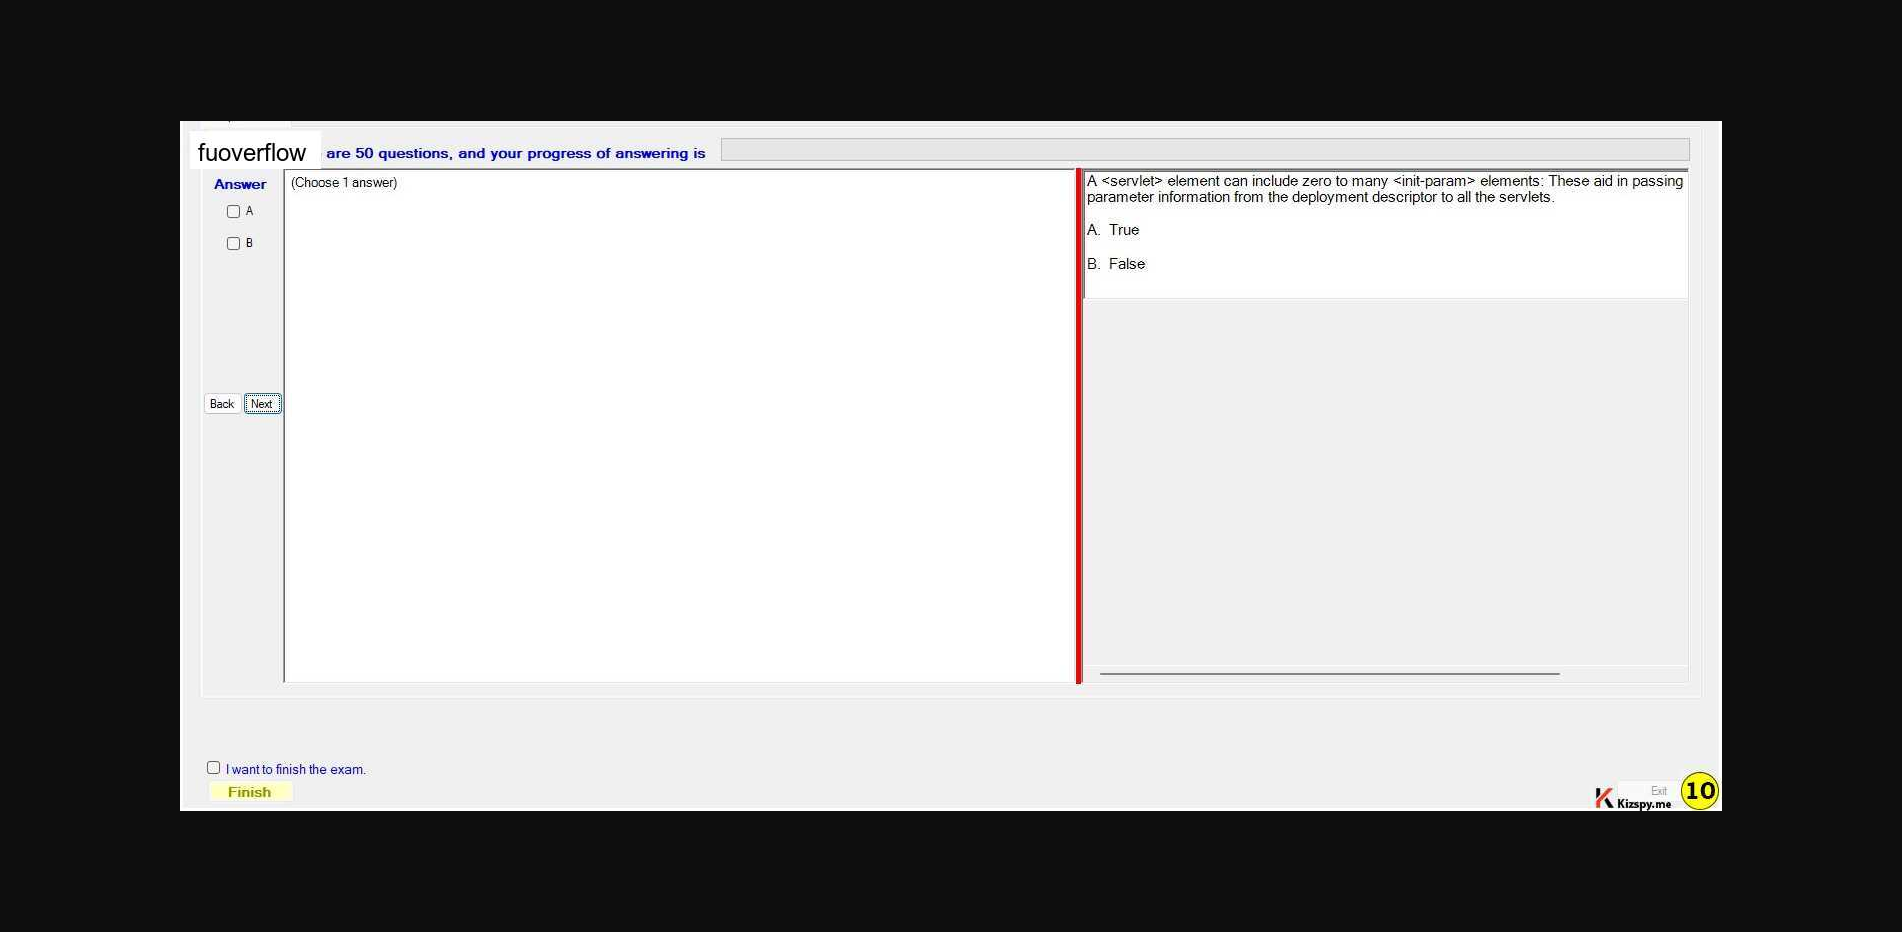 fuoverflow are 50 questions, and your progress of answering is
Answer
(Choose 1 answer)
A
B
Back Next
A <servlet> element can include zero to many <init-param> elements: These aid in passing
parameter information from the deployment descriptor to all the servlets.
A. True
B. False
I want to finish the exam.
Finish
Exit
Kizspy.me
10